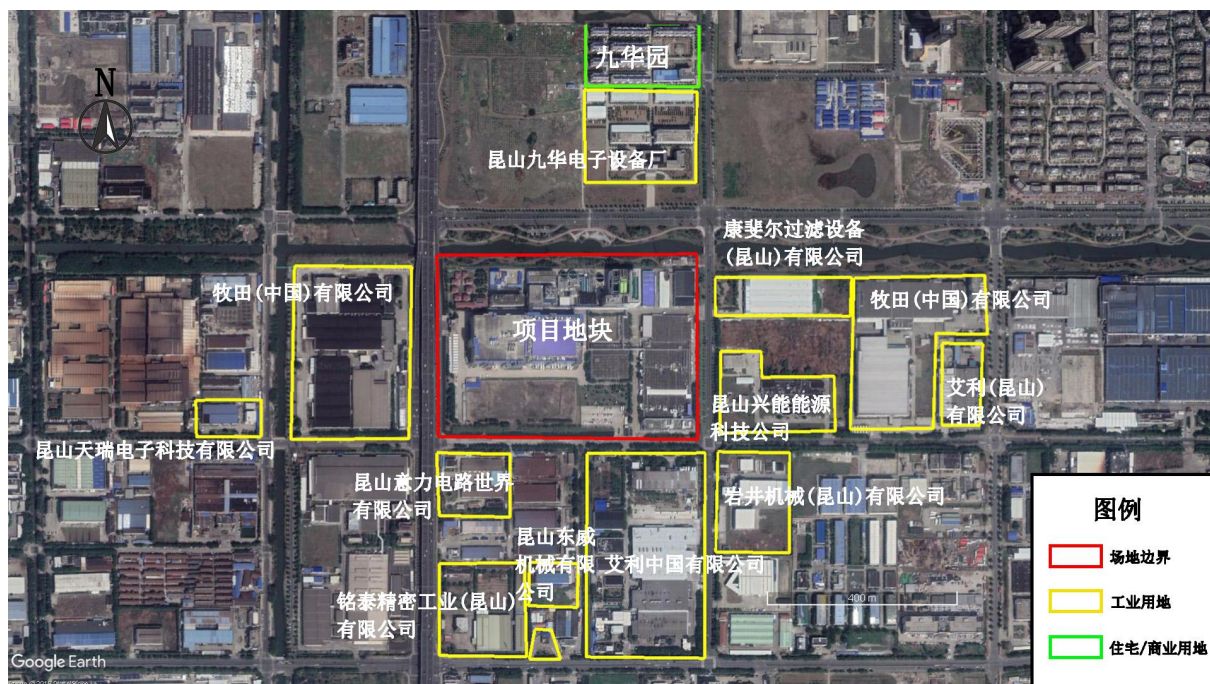 九华园
N
昆山九华电子设备厂
康斐尔过滤设备
(昆山)有限公司
牧田(中国)有限公司
牧田(中国)有限公司
项目地块
艾利(昆山)
有限公司
昆山兴能能源
科技公司
昆山天瑞电子科技有限公司
昆山意力电路世界
有限公司
岩井机械(昆山)有限公司
昆山东威
机械有限
公司
艾利中国有限公司
铭泰精密工业(昆山)
有限公司
400 m
图例
场地边界
工业用地
住宅/商业用地
Google Earth